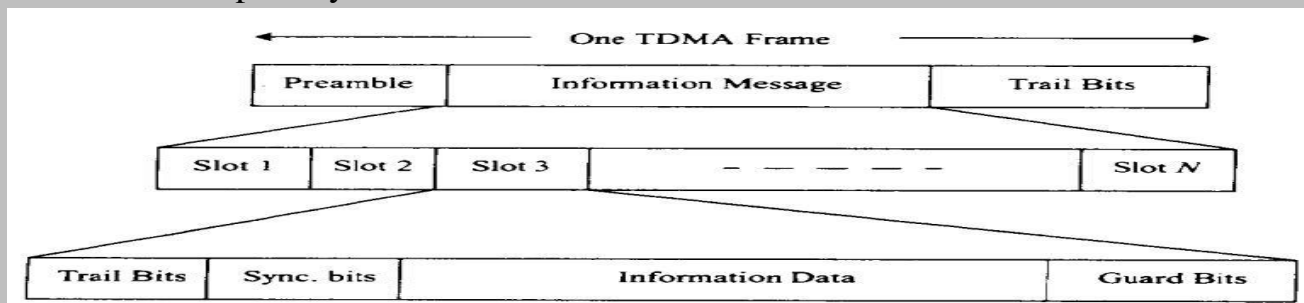 One TDMA Frame
Preamble Information Message Trail Bits
Slot 1 Slot 2 Slot 3 – – – – – Slot N
Trail Bits Sync. bits Information Data Guard Bits